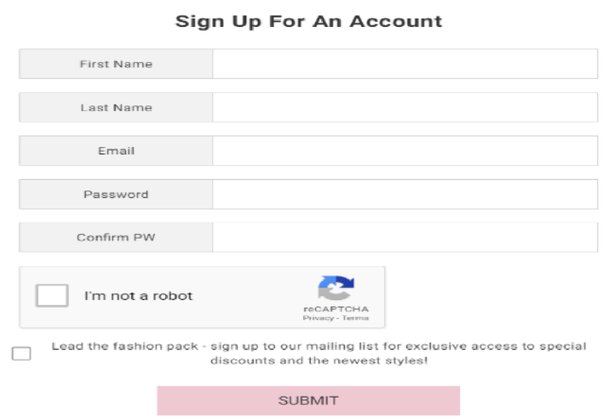 Sign Up For An Account
First Name
Last Name
Email
Password
Confirm PW
I'm not a robot
reCAPTCHA
Privacy - Terms
Lead the fashion pack - sign up to our mailing list for exclusive access to special
discounts and the newest styles!
SUBMIT